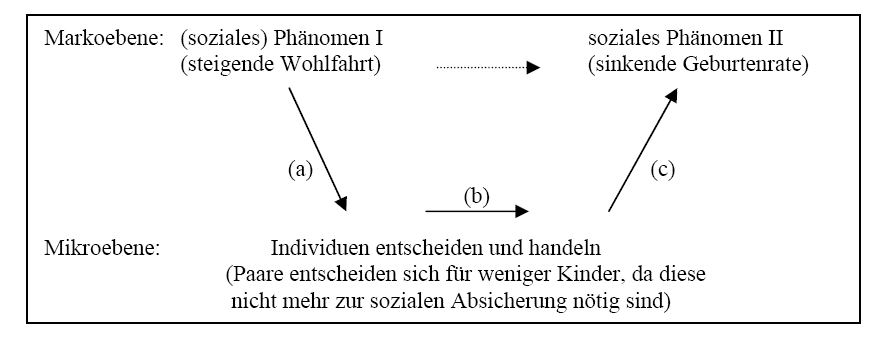 Markoebene: (soziales) Phänomen I soziales Phänomen II
(steigende Wohlfahrt) (sinkende Geburtenrate)
(a) (c)
(b)
Mikroebene: Individuen entscheiden und handeln
(Paare entscheiden sich für weniger Kinder, da diese
nicht mehr zur sozialen Absicherung nötig sind)